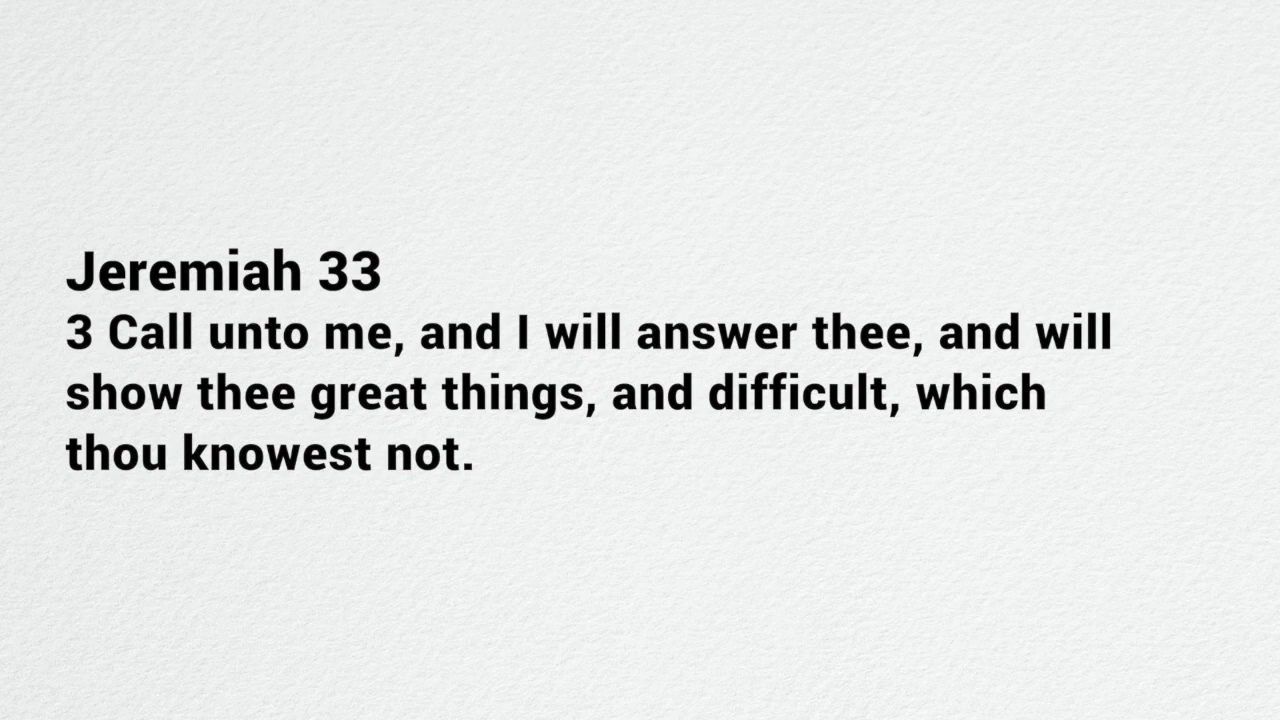 Jeremiah 33
3 Call unto me, and I will answer thee, and will
show thee great things, and difficult, which
thou knowest not.